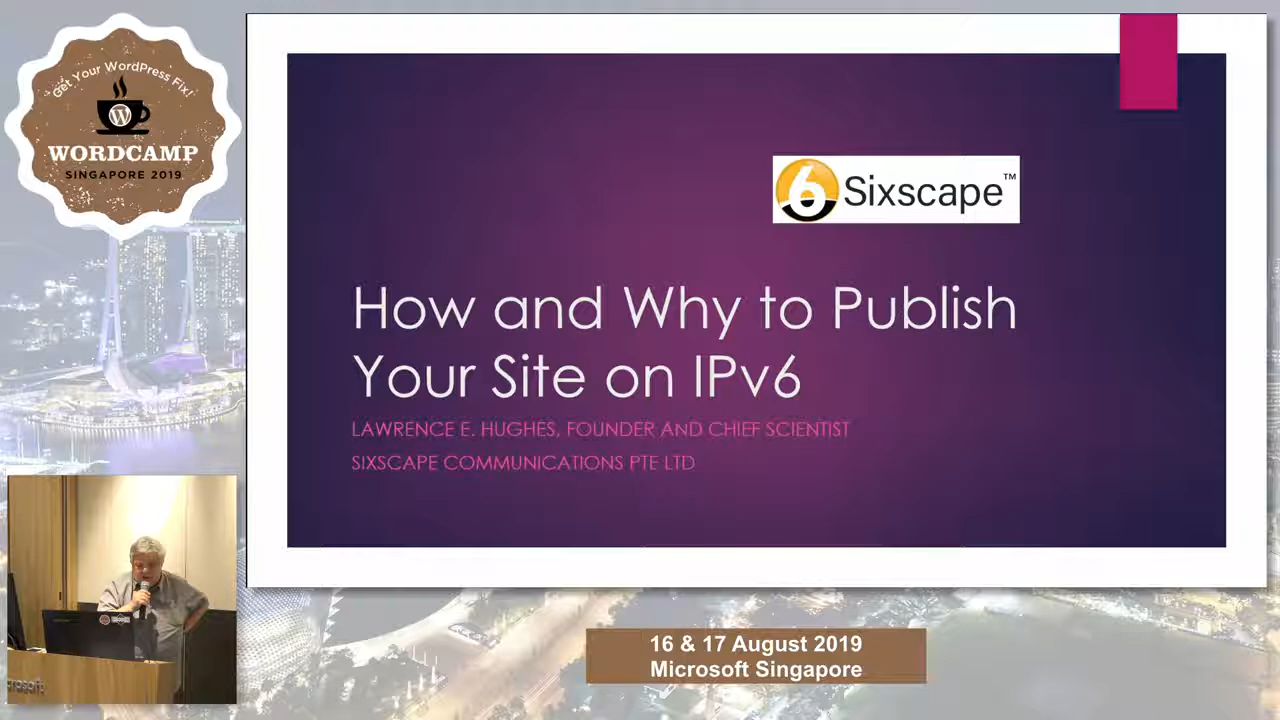 Get Your WordPress Fix!
WORDCAMP
SINGAPORE 2019
6 Sixscape™
How and Why to Publish
Your Site on IPv6
LAWRENCE E. HUGHES, FOUNDER AND CHIEF SCIENTIST
SIXSCAPE COMMUNICATIONS PTE LTD
16 & 17 August 2019
Microsoft Singapore